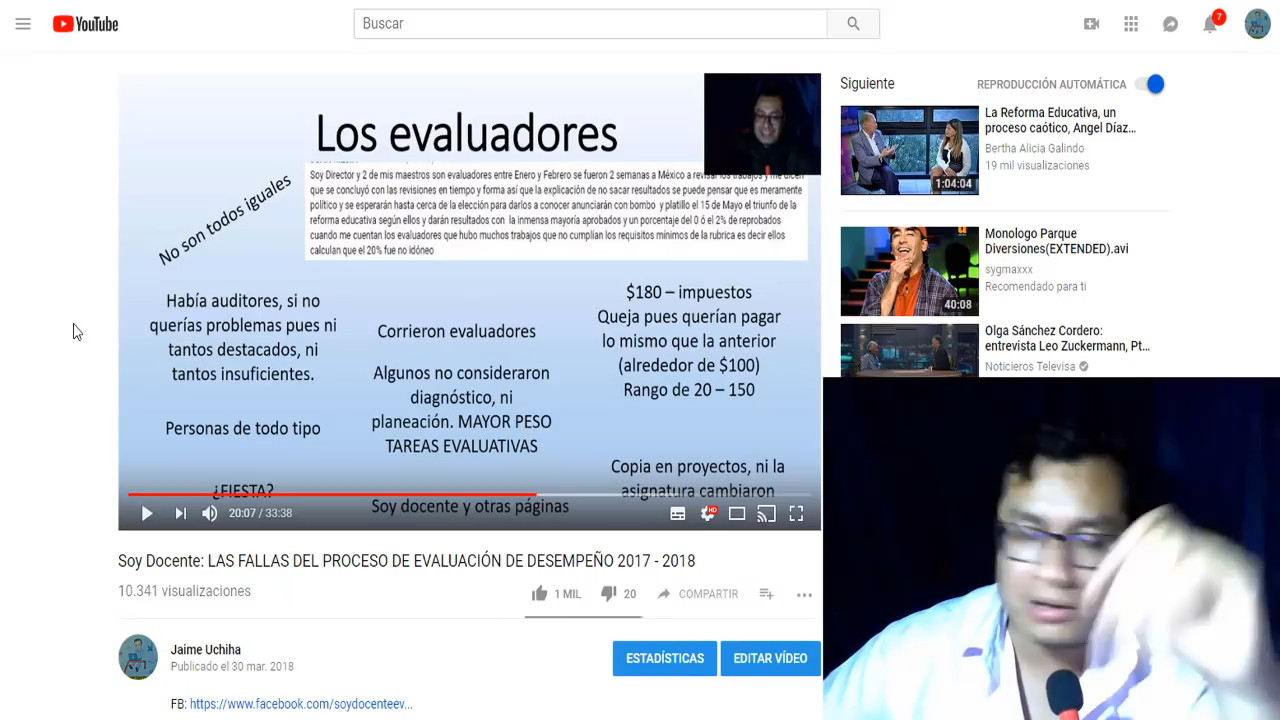 YouTube
Buscar
7
Los evaluadores
No son todos iguales
Soy Director y 2 de mis maestros son evaluadores entre Enero y Febrero se fueron 2 semanas a México a revisar los trabajos y me dicen
que se concluyó con las revisiones en tiempo y forma así que la explicación de no sacar resultados se puede pensar que es meramente
político y se esperarán hasta cerca de la elección para darlos a conocer anunciarán con bombo y platillo el 15 de Mayo el triunfo de la
reforma educativa según ellos y darán resultados con la inmensa mayoría aprobados y un porcentaje del 0 ó el 2% de reprobados
cuando me cuentan los evaluadores que hubo muchos trabajos que no cumplían los requisitos mínimos de la rubrica es decir ellos
calculan que el 20% fue no idóneo
Había auditores, si no
querías problemas pues ni
tantos destacados, ni
tantos insuficientes.
Personas de todo tipo
¿FIESTA?
Corrieron evaluadores
Algunos no consideraron
diagnóstico, ni
planeación. MAYOR PESO
TAREAS EVALUATIVAS
Soy docente y otras páginas
$180 – impuestos
Queja pues querían pagar
lo mismo que la anterior
(alrededor de $100)
Rango de 20 – 150
Copia en proyectos, ni la
asignatura cambiaron
20:07 / 33:38
HD
Soy Docente: LAS FALLAS DEL PROCESO DE EVALUACIÓN DE DESEMPEÑO 2017 - 2018
10.341 visualizaciones
1 MIL
20
COMPARTIR
Jaime Uchiha
Publicado el 30 mar. 2018
ESTADÍSTICAS
EDITAR VÍDEO
FB: https://www.facebook.com/soydocenteev...
Siguiente
REPRODUCCIÓN AUTOMÁTICA
La Reforma Educativa, un
proceso caótico, Angel Díaz...
Bertha Alicia Galindo
19 mil visualizaciones
1:04:04
Monologo Parque
Diversiones(EXTENDED).avi
sygmaxxx
Recomendado para ti
40:08
Olga Sánchez Cordero:
entrevista Leo Zuckermann, Pt...
Noticieros Televisa